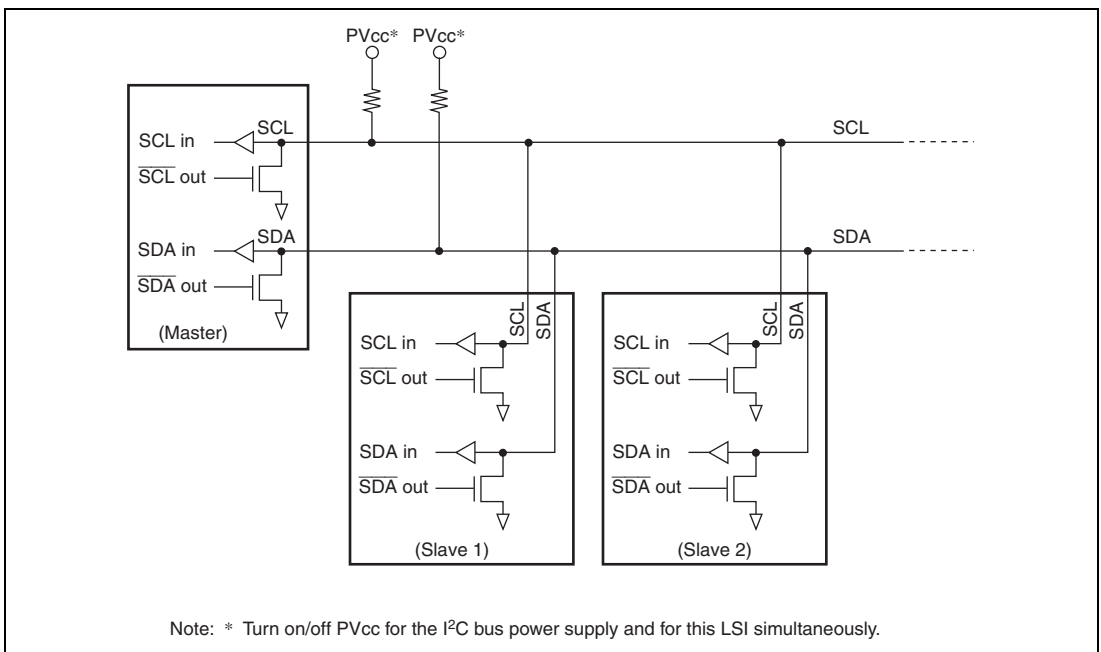 PVcc* PVcc*
SCL
SCL in
SCL out
SDA
SDA in
SDA out
(Master)
SCL
SDA
SCL
SDA
SCL in
SCL out
SDA in
SDA out
(Slave 1)
SCL
SDA
SCL in
SCL out
SDA in
SDA out
(Slave 2)
Note: * Turn on/off PVcc for the I²C bus power supply and for this LSI simultaneously.